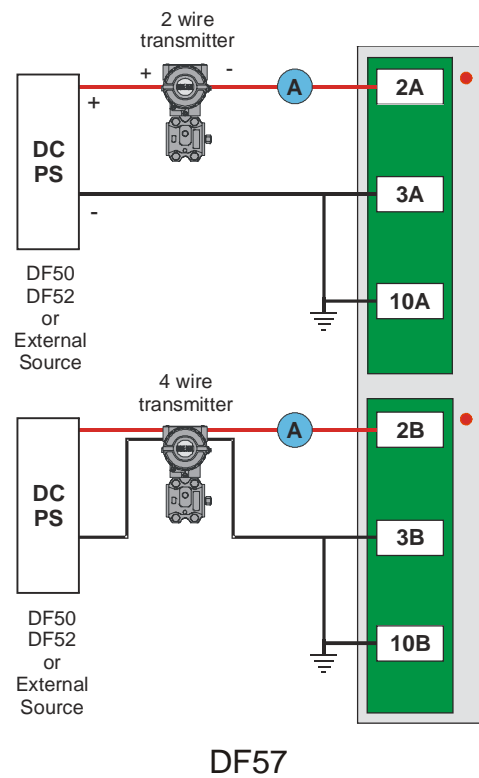 2 wire
transmitter
+ -
A
2A
+
DC
PS
3A
-
10A
DF50
DF52
or
External
Source
4 wire
transmitter
A
2B
DC
PS
3B
10B
DF50
DF52
or
External
Source
DF57